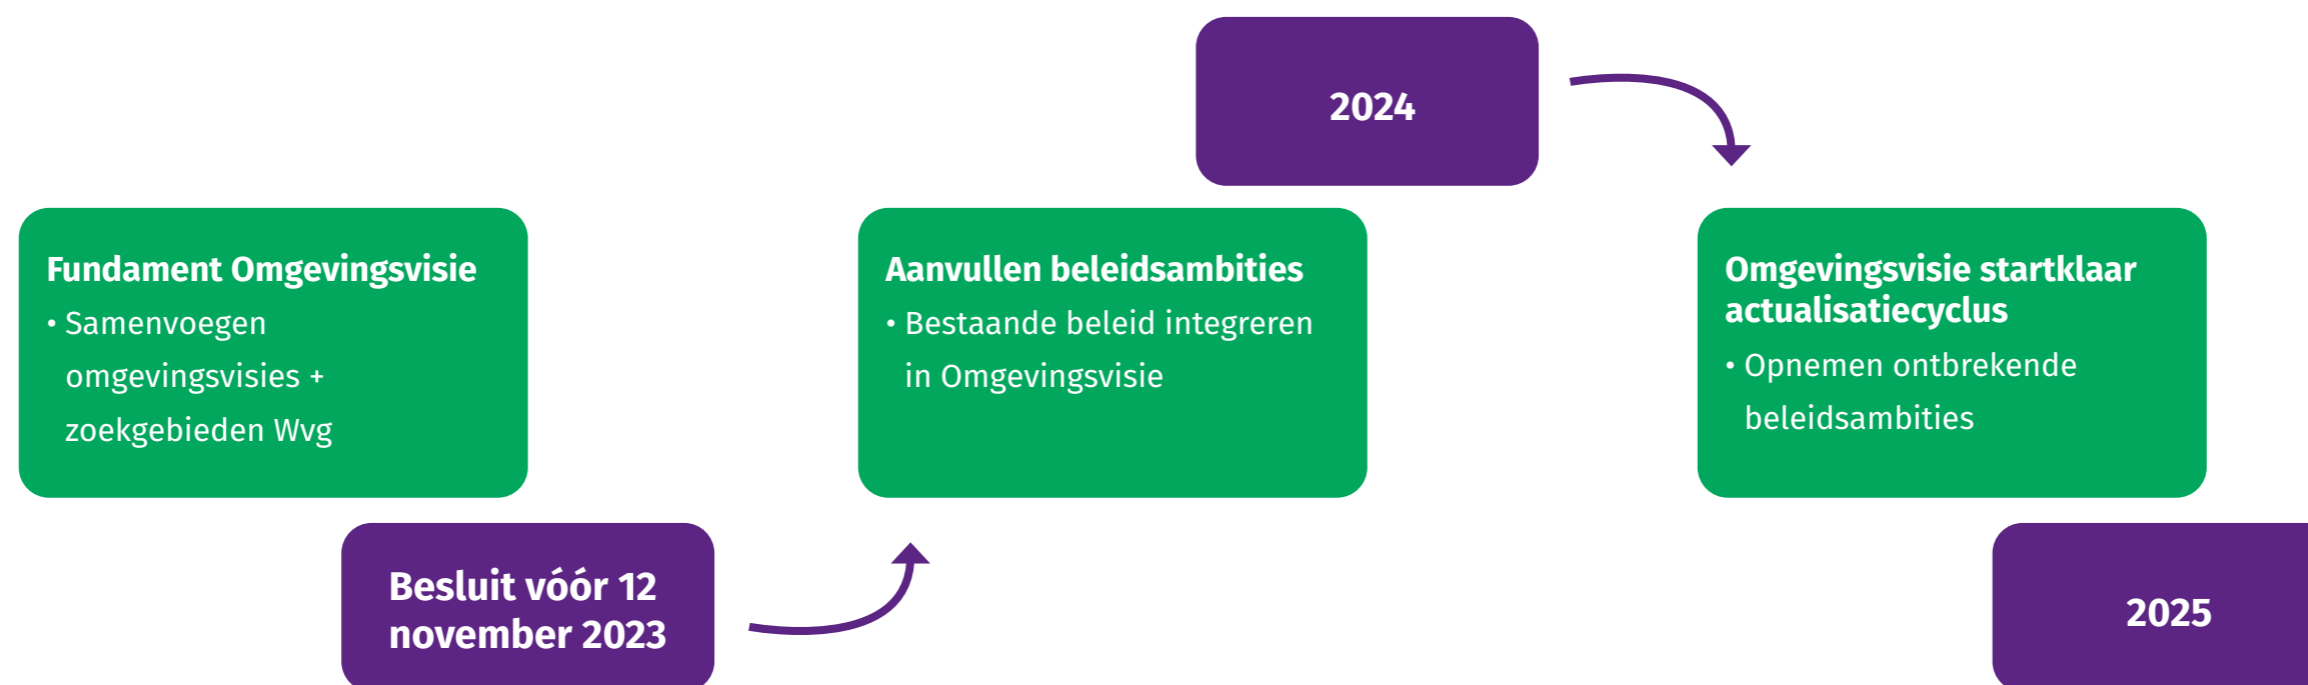 Fundament Omgevingsvisie
• Samenvoegen
omgevingsvisies +
zoekgebieden Wvg
Besluit vóór 12
november 2023
Aanvullen beleidsambities
• Bestaande beleid integreren
in Omgevingsvisie
2024
Omgevingsvisie startklaar
actualisatiecyclus
• Opnemen ontbrekende
beleidsambities
2025